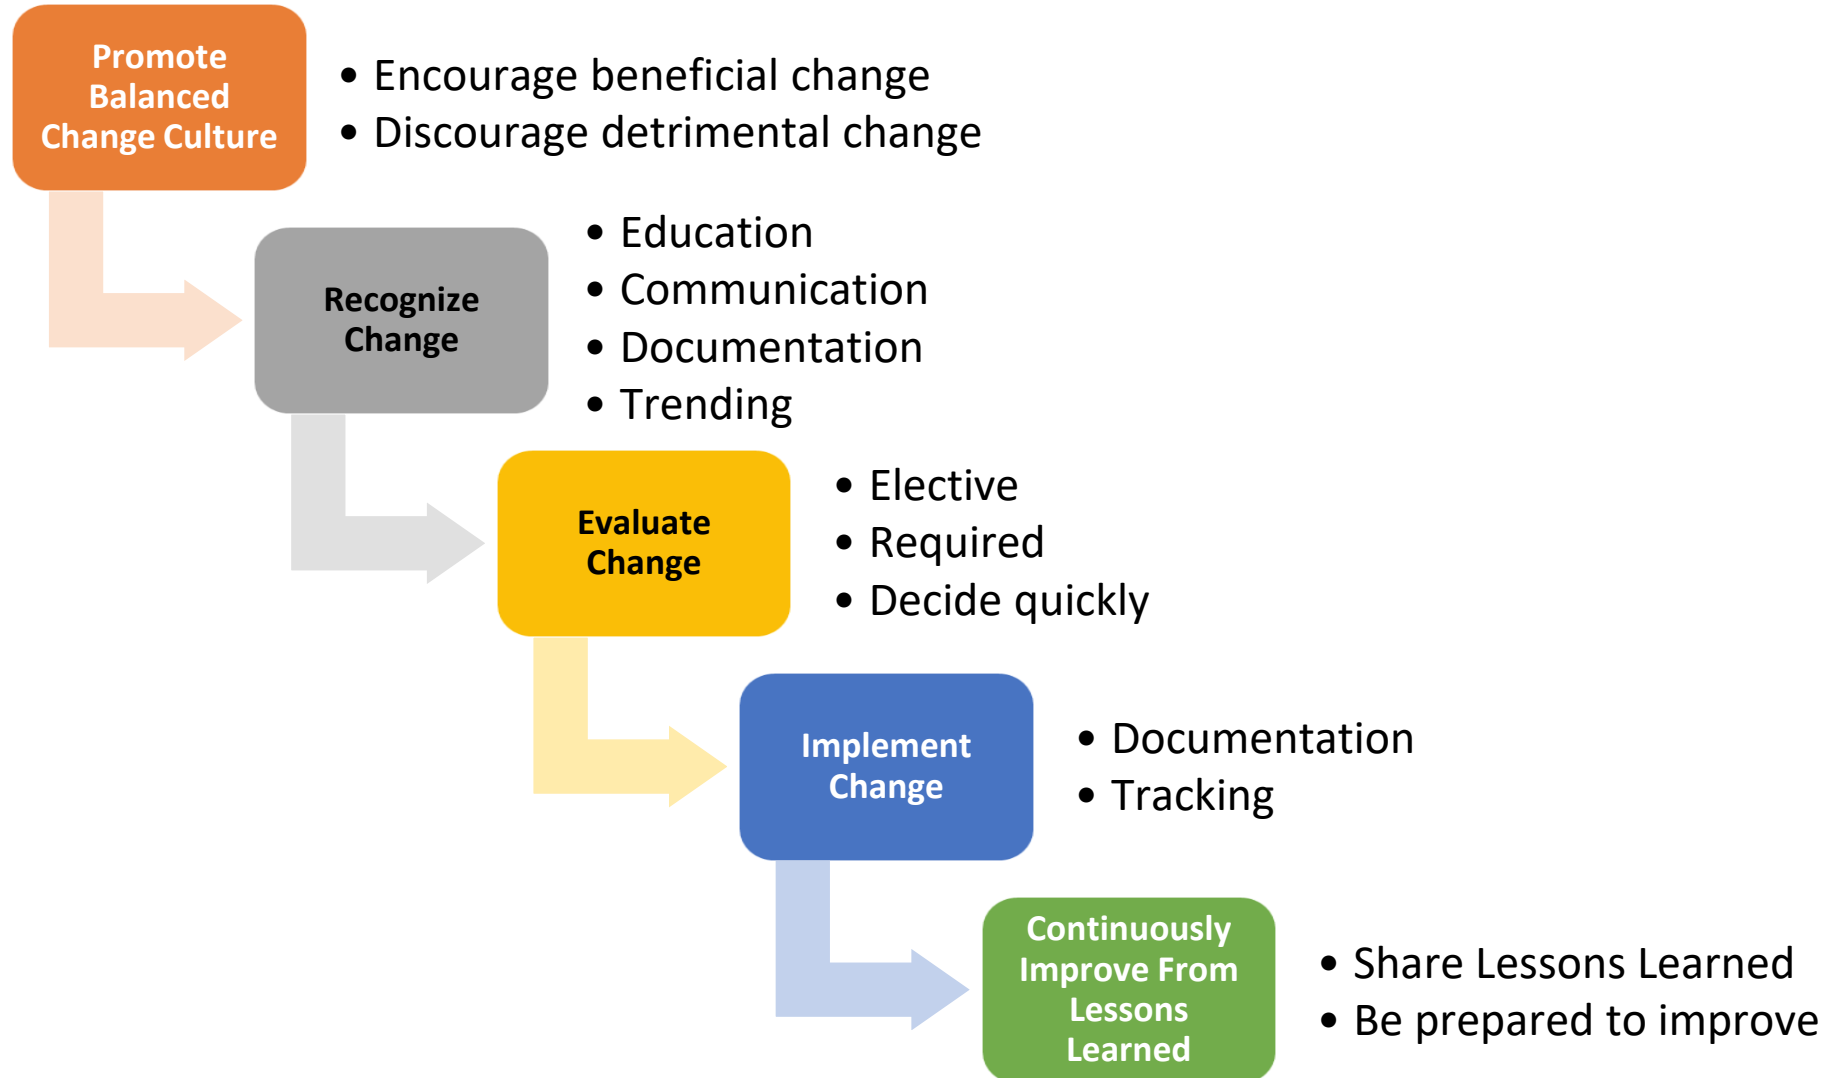 Promote
Balanced
Change Culture
• Encourage beneficial change
• Discourage detrimental change
Recognize
Change
• Education
• Communication
• Documentation
• Trending
Evaluate
Change
• Elective
• Required
• Decide quickly
Implement
Change
• Documentation
• Tracking
Continuously
Improve From
Lessons
Learned
• Share Lessons Learned
• Be prepared to improve